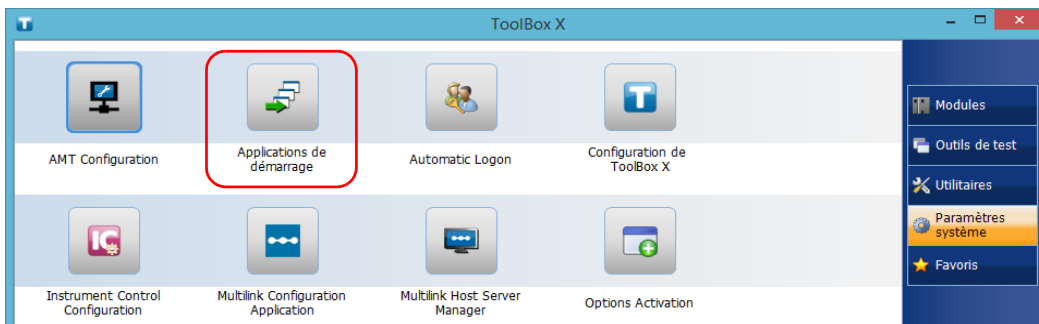 ToolBox X
AMT Configuration
Applications de
démarrage
Automatic Logon
Configuration de
ToolBox X
Instrument Control
Configuration
Multilink Configuration
Application
Multilink Host Server
Manager
Options Activation
Modules
Outils de test
Utilitaires
Paramètres
système
Favoris